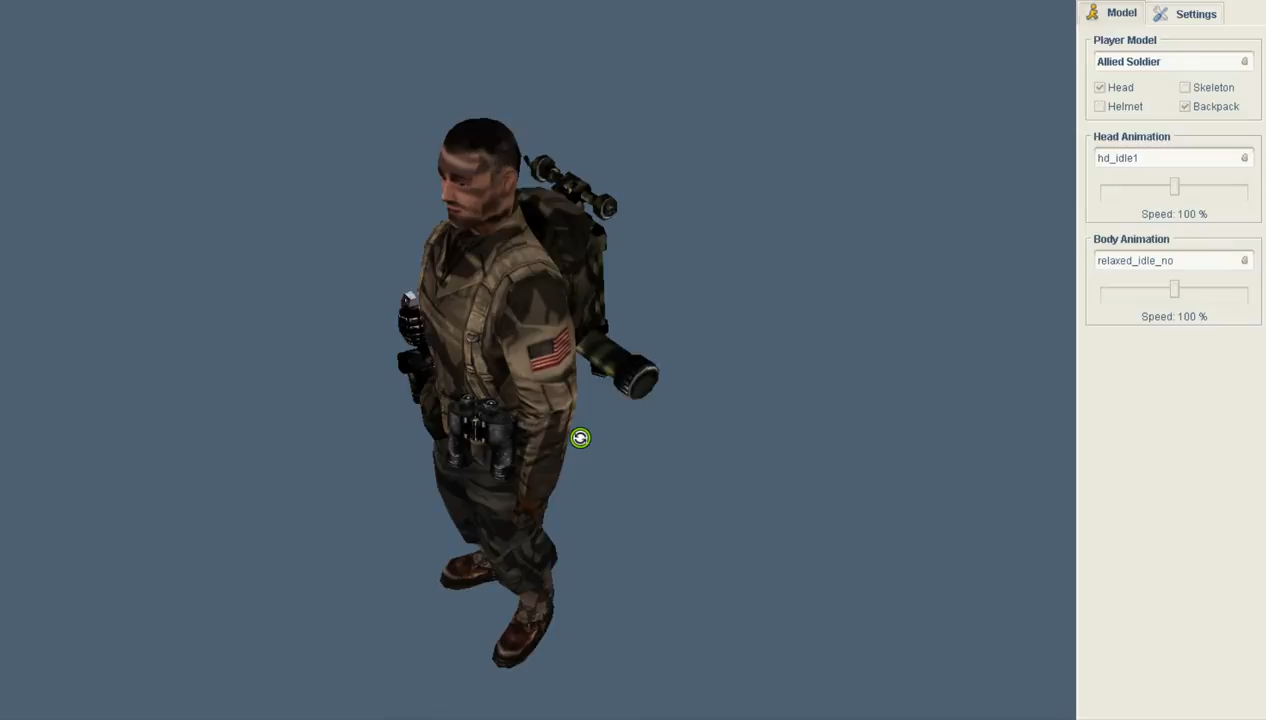 Model
Settings
Player Model
Allied Soldier
Head
Skeleton
Helmet
Backpack
Head Animation
hd_idle1
Speed: 100 %
Body Animation
relaxed_idle_no
Speed: 100 %